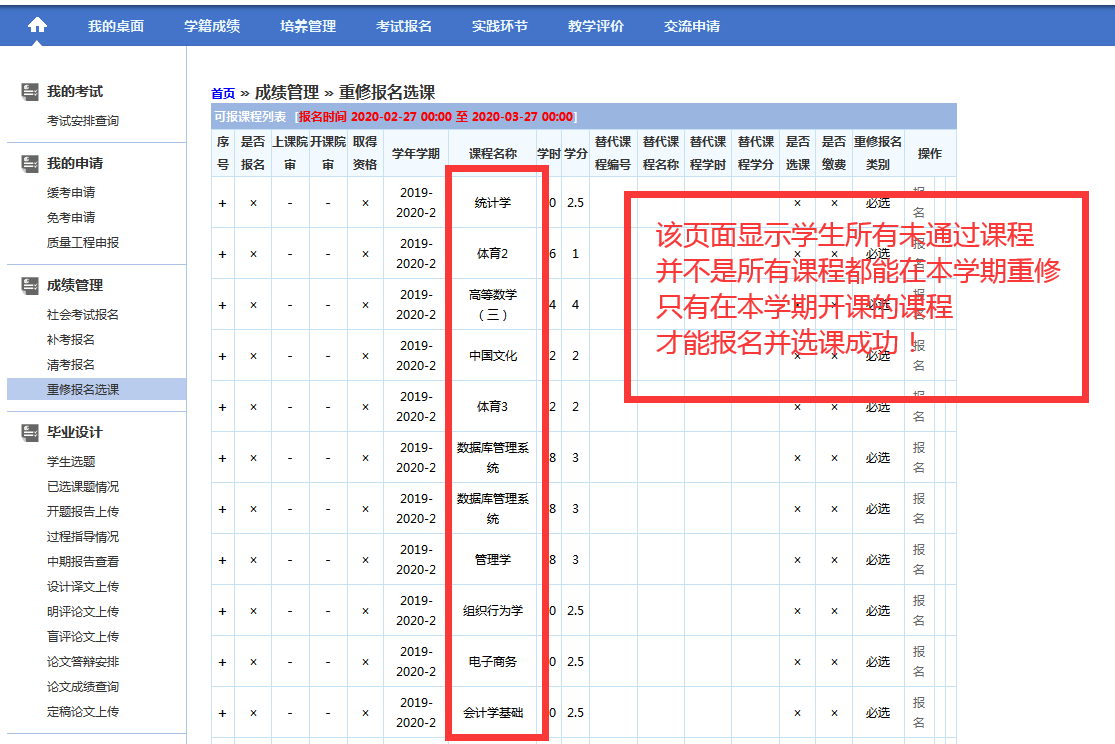 我的桌面 学籍成绩 培养管理 考试报名 实践环节 教学评价 交流申请
我的考试
考试安排查询
我的申请
缓考申请
免考申请
质量工程申报
成绩管理
社会考试报名
补考报名
清考报名
重修报名选课
毕业设计
学生选题
已选课题情况
开题报告上传
过程指导情况
中期报告查看
设计译文上传
明评论文上传
盲评论文上传
论文答辩安排
论文成绩查询
定稿论文上传
首页 » 成绩管理 » 重修报名选课
可报课程列表 [报名时间 2020-02-27 00:00 至 2020-03-27 00:00]
序号 是否报名 上课院审 开课院审 取得资格 学年学期 课程名称 学时 学分 替代课程编号 替代课程名称 替代课程学时 替代课程学分 是否选课 是否缴费 重修报名类别 操作
+ × - - × 2019-2020-2 统计学 0 2.5 × × 必选 报名
+ × - - × 2019-2020-2 体育2 6 1 × × 必选
+ × - - × 2019-2020-2 高等数学（三） 4 4 × × 必选 报名
+ × - - × 2019-2020-2 中国文化 2 2 × × 必选 报名
+ × - - × 2019-2020-2 体育3 2 2 × × 必选 报名
+ × - - × 2019-2020-2 数据库管理系统 8 3 × × 必选 报名
+ × - - × 2019-2020-2 数据库管理系统 8 3 × × 必选 报名
+ × - - × 2019-2020-2 管理学 8 3 × × 必选 报名
+ × - - × 2019-2020-2 组织行为学 0 2.5 × × 必选 报名
+ × - - × 2019-2020-2 电子商务 0 2.5 × × 必选 报名
+ × - - × 2019-2020-2 会计学基础 0 2.5 × × 必选 报名
该页面显示学生所有未通过课程
并不是所有课程都能在本学期重修
只有在本学期开课的课程
才能报名并选课成功！